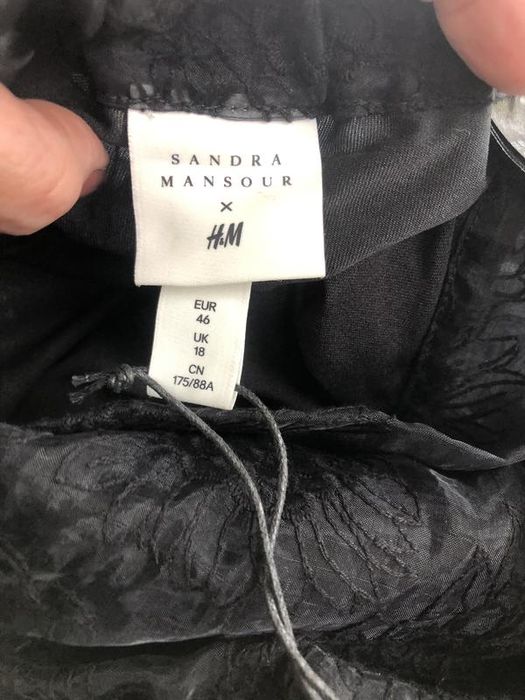 SANDRA
MANSOUR
×
H&M
EUR
46
UK
18
CN
175/88A